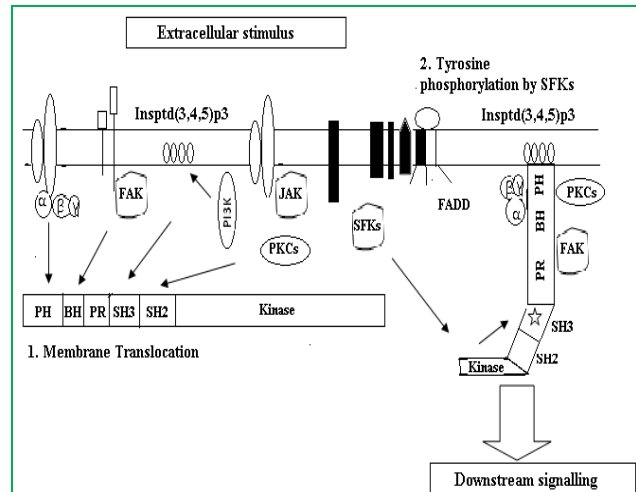 Extracellular stimulus
2. Tyrosine
phosphorylation by SFKs
Insptd(3,4,5)p3
Insptd(3,4,5)p3
α
β
γ
FAK
PI3K
JAK
PKCs
SFKs
FADD
β
γ
α
PH
BH
PR
PKCs
FAK
PH BH PR SH3 SH2 Kinase
1. Membrane Translocation
SH3
SH2
Kinase
Downstream signalling